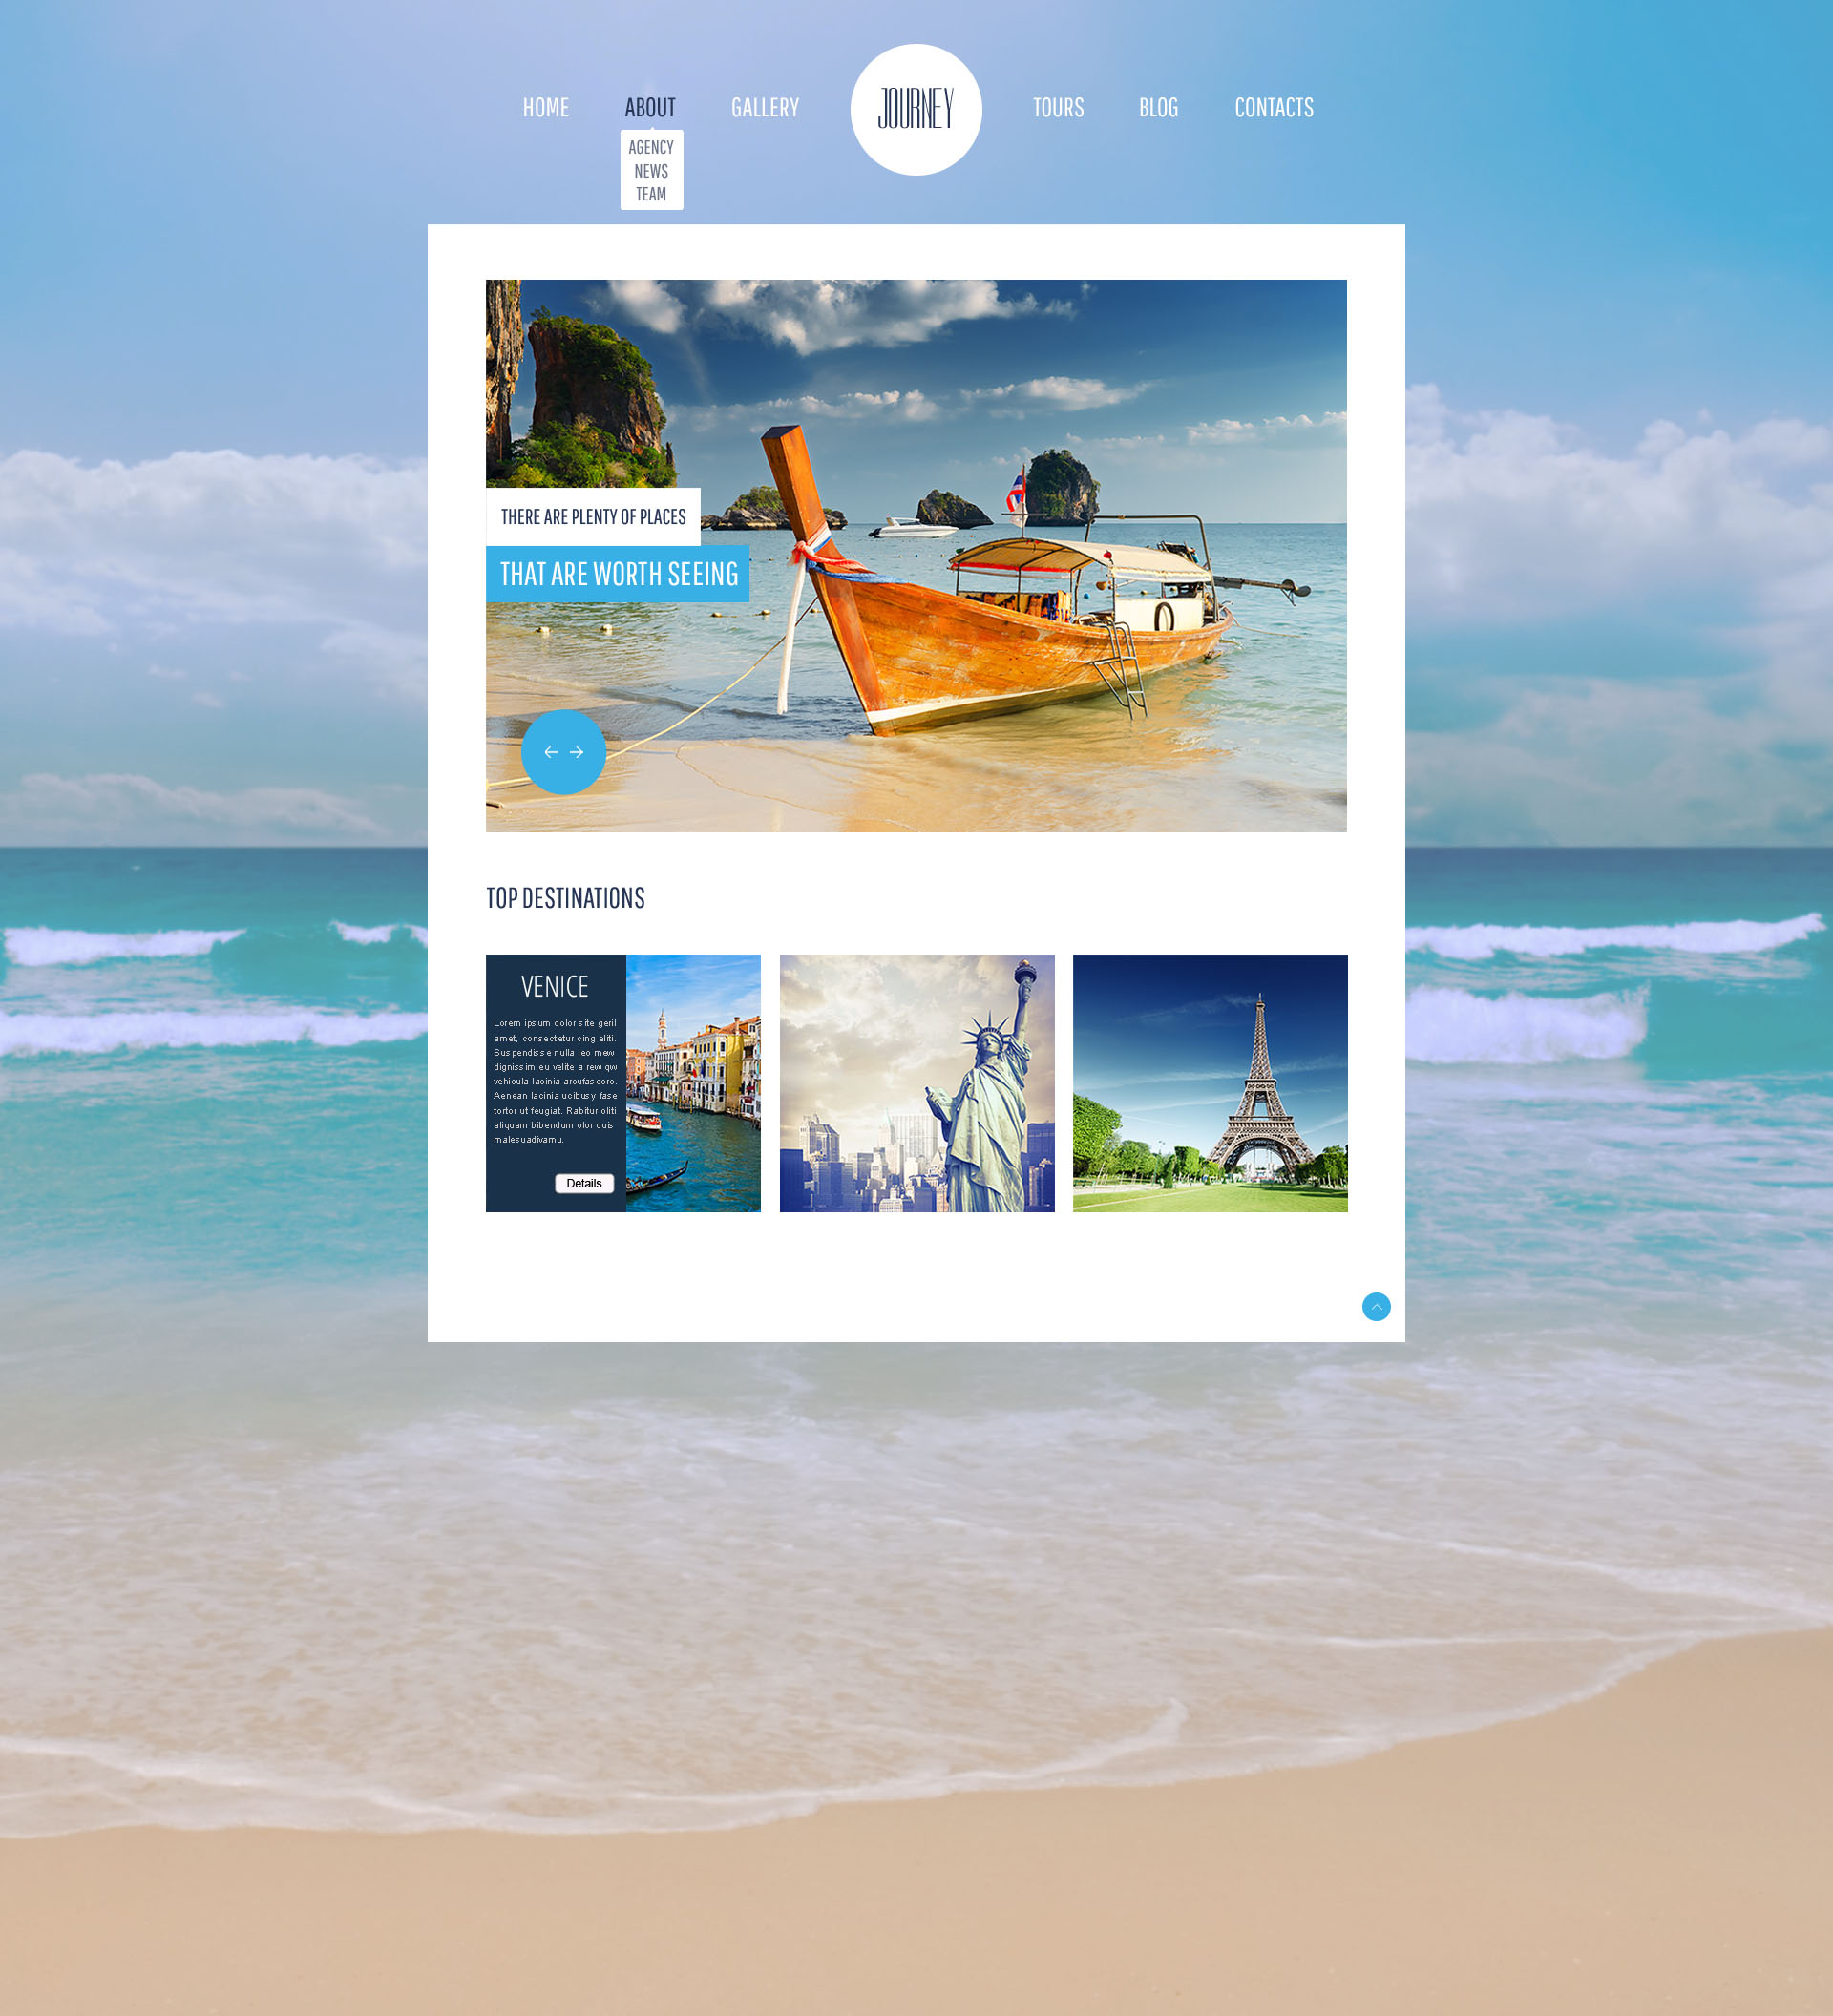 HOME ABOUT GALLERY JOURNEY TOURS BLOG CONTACTS
AGENCY
NEWS
TEAM
THERE ARE PLENTY OF PLACES
THAT ARE WORTH SEEING
TOP DESTINATIONS
VENICE
Lorem ipsum dolor site geril
amet, consectetur cing eliti.
Suspendisse nulla leo mew
dignissim eu velite a rew qw
vehicula lacinia arcufasecro.
Aenean lacinia ucibusy fase
tortor ut feugiat. Rabitur oliti
aliquam bibendum olor quis
malesuadivamu.
Details